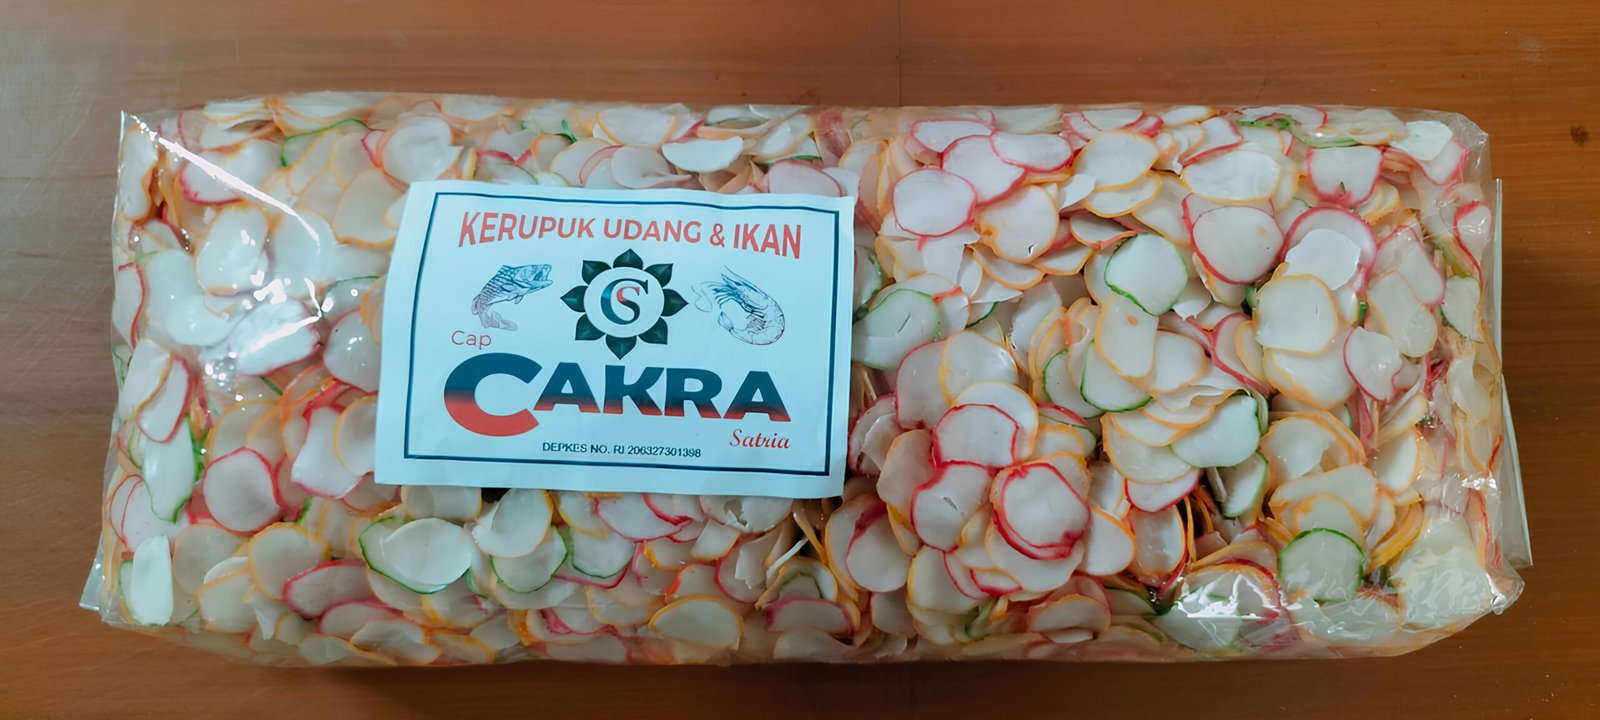 KERUPUK UDANG & IKAN
CS
Cap
CAKRA
Satria
DEPKES NO. RI 206327301398